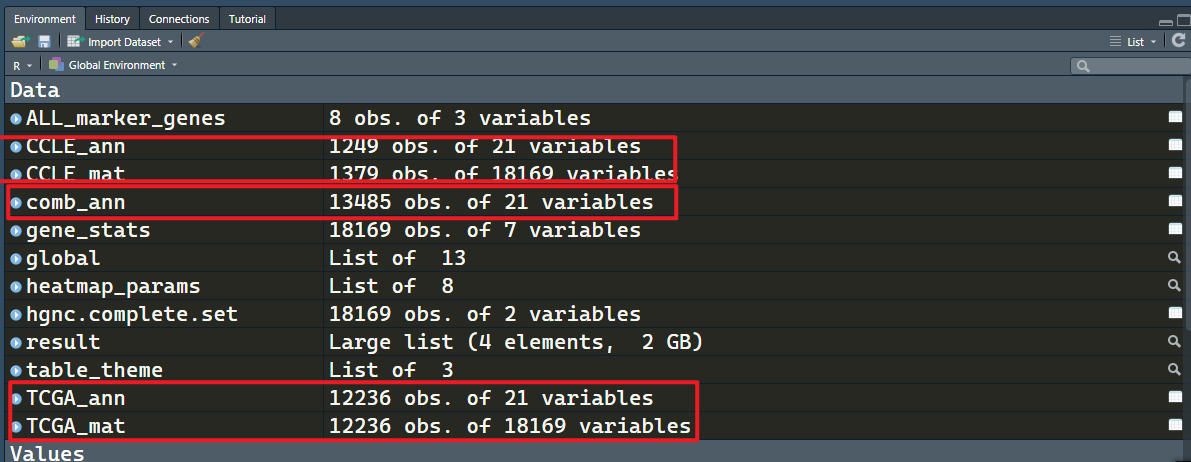 Environment History Connections Tutorial
Import Dataset List
R Global Environment
Data
ALL_marker_genes 8 obs. of 3 variables
CCLE_ann 1249 obs. of 21 variables
CCLE_mat 1379 obs. of 18169 variables
comb_ann 13485 obs. of 21 variables
gene_stats 18169 obs. of 7 variables
global List of 13
heatmap_params List of 8
hgnc.complete.set 18169 obs. of 2 variables
result Large list (4 elements, 2 GB)
table_theme List of 3
TCGA_ann 12236 obs. of 21 variables
TCGA_mat 12236 obs. of 18169 variables
Values